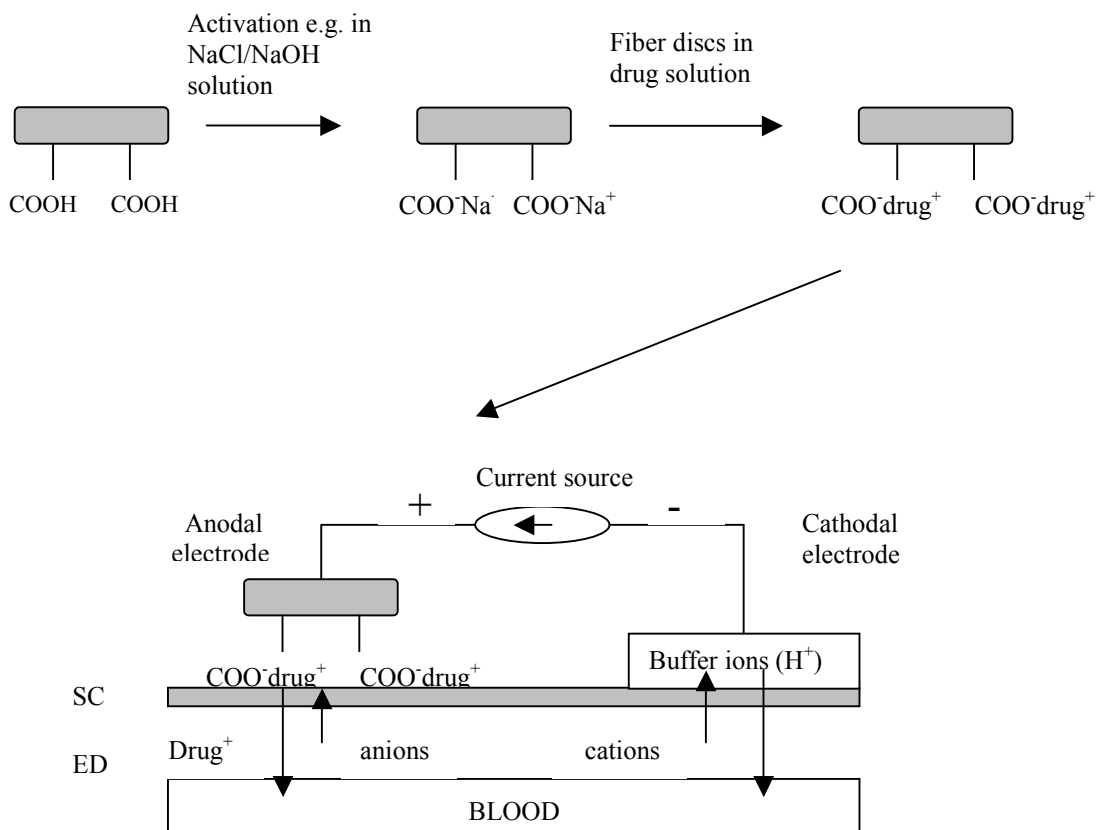 Activation e.g. in
NaCl/NaOH
solution
Fiber discs in
drug solution
COOH COOH
COO⁻Na⁻ COO⁻Na⁺
COO⁻drug⁺ COO⁻drug⁺
Current source
+ -
Anodal
electrode
Cathodal
electrode
COO⁻drug⁺ COO⁻drug⁺
Buffer ions (H⁺)
SC
Drug⁺ anions cations
ED
BLOOD